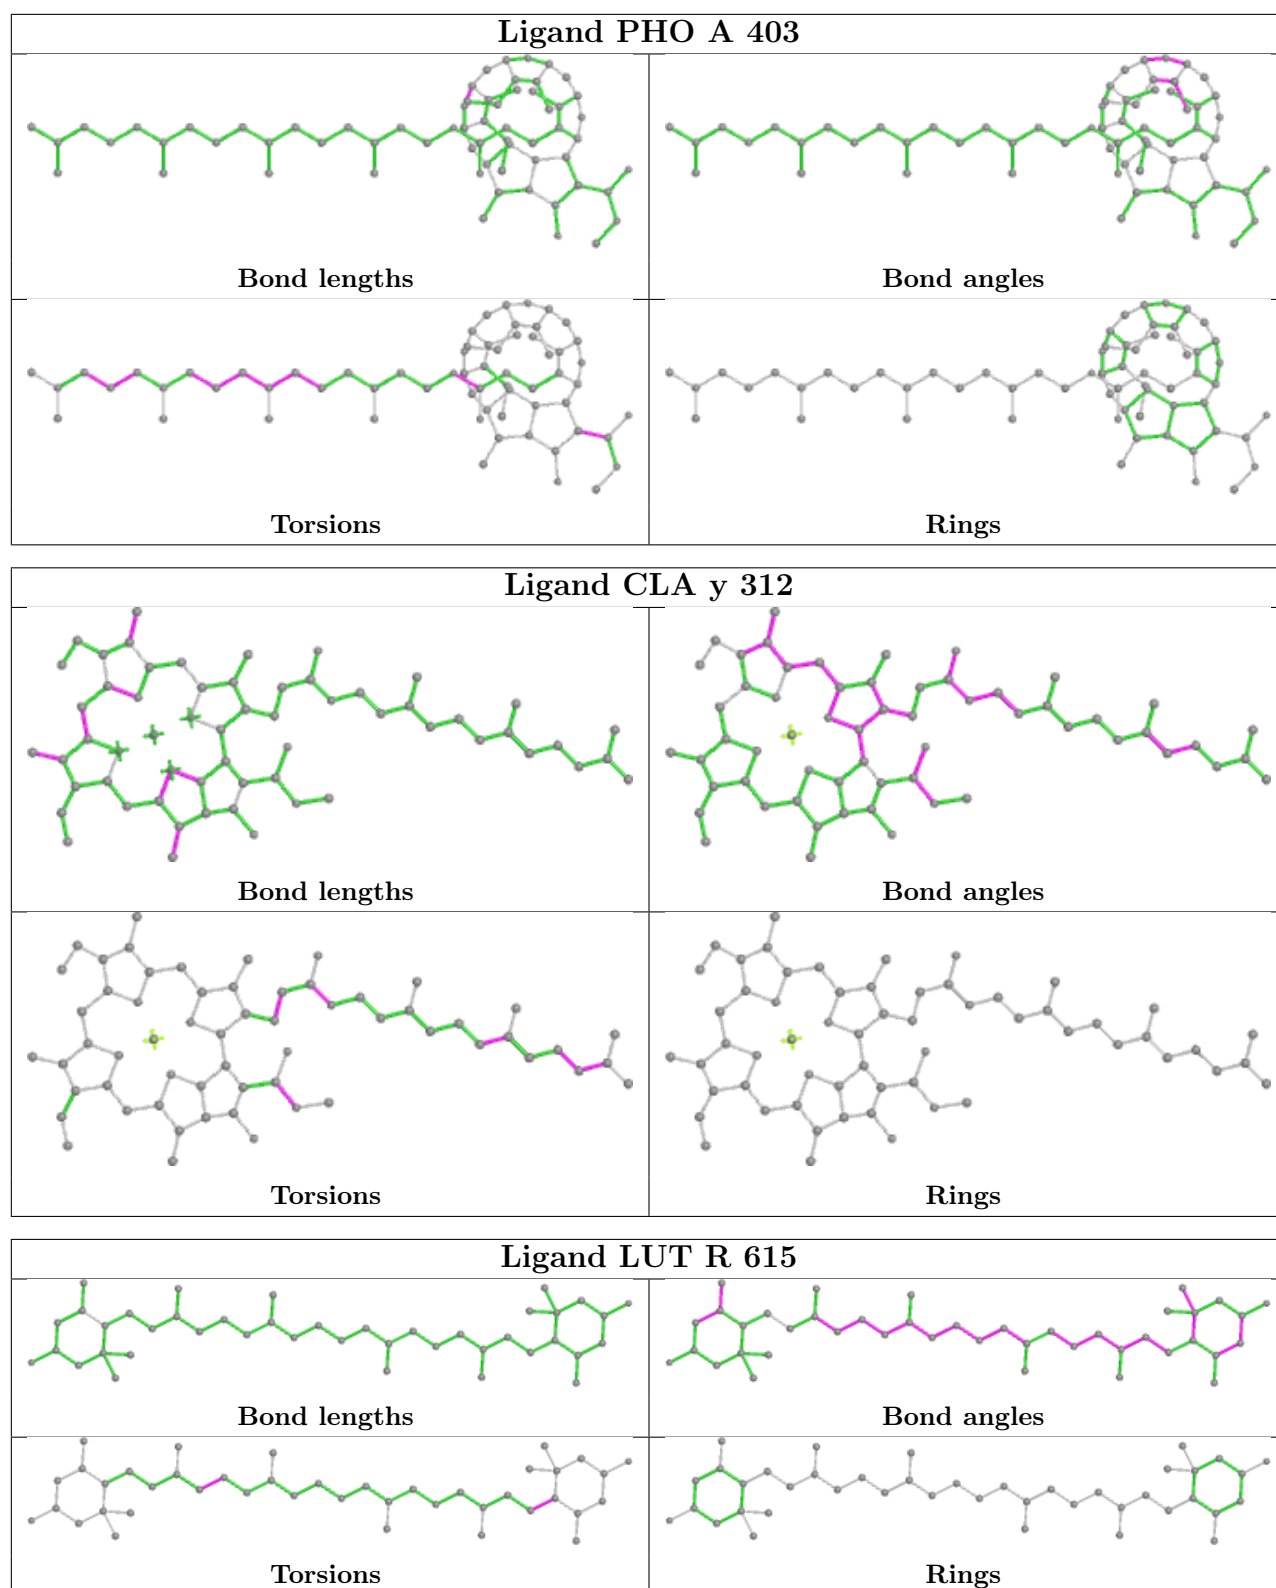 Ligand PHO A 403
Bond lengths
Bond angles
Torsions
Rings
Ligand CLA y 312
Bond lengths
Bond angles
Torsions
Rings
Ligand LUT R 615
Bond lengths
Bond angles
Torsions
Rings